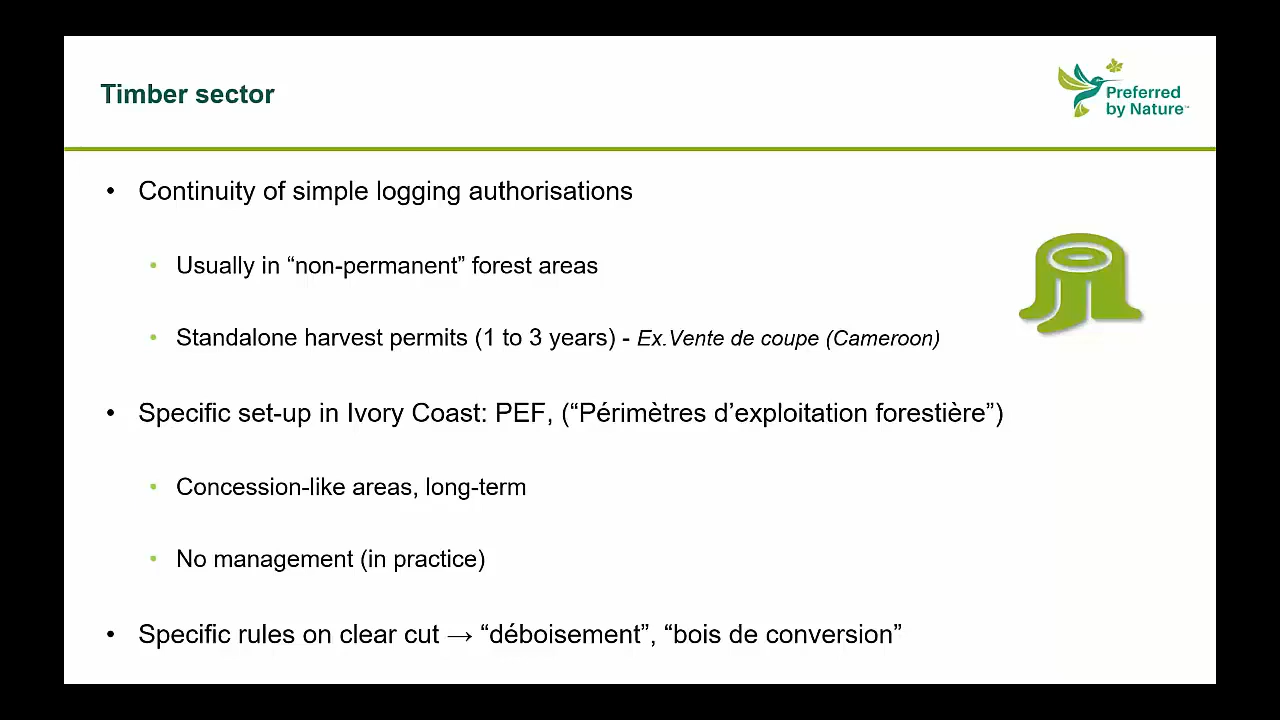 Timber sector
Preferred
by Nature™
• Continuity of simple logging authorisations
• Usually in “non-permanent” forest areas
• Standalone harvest permits (1 to 3 years) - Ex.Vente de coupe (Cameroon)
• Specific set-up in Ivory Coast: PEF, (“Périmètres d’exploitation forestière”)
• Concession-like areas, long-term
• No management (in practice)
• Specific rules on clear cut → “déboisement”, “bois de conversion”